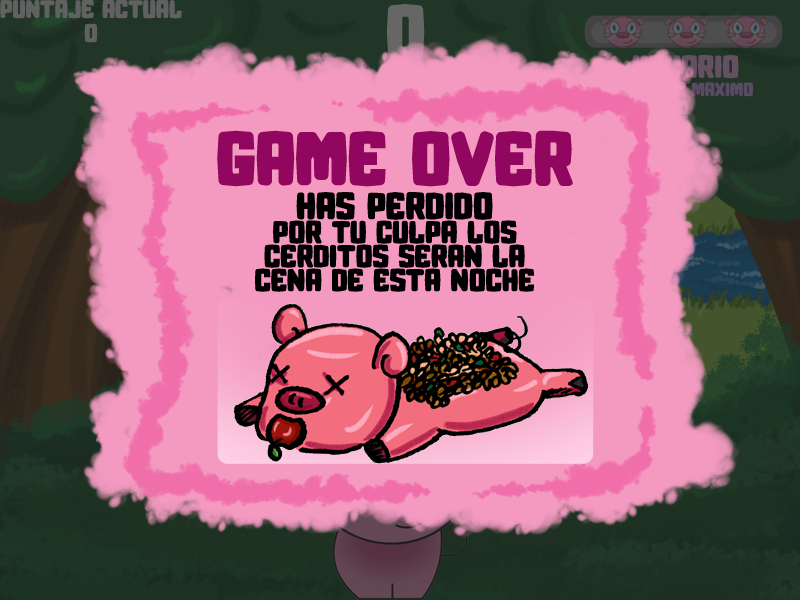 PUNTAJE ACTUAL
0
0
MAXIMO
GAME OVER
HAS PERDIDO
POR TU CULPA LOS
CERDITOS SERAN LA
CENA DE ESTA NOCHE